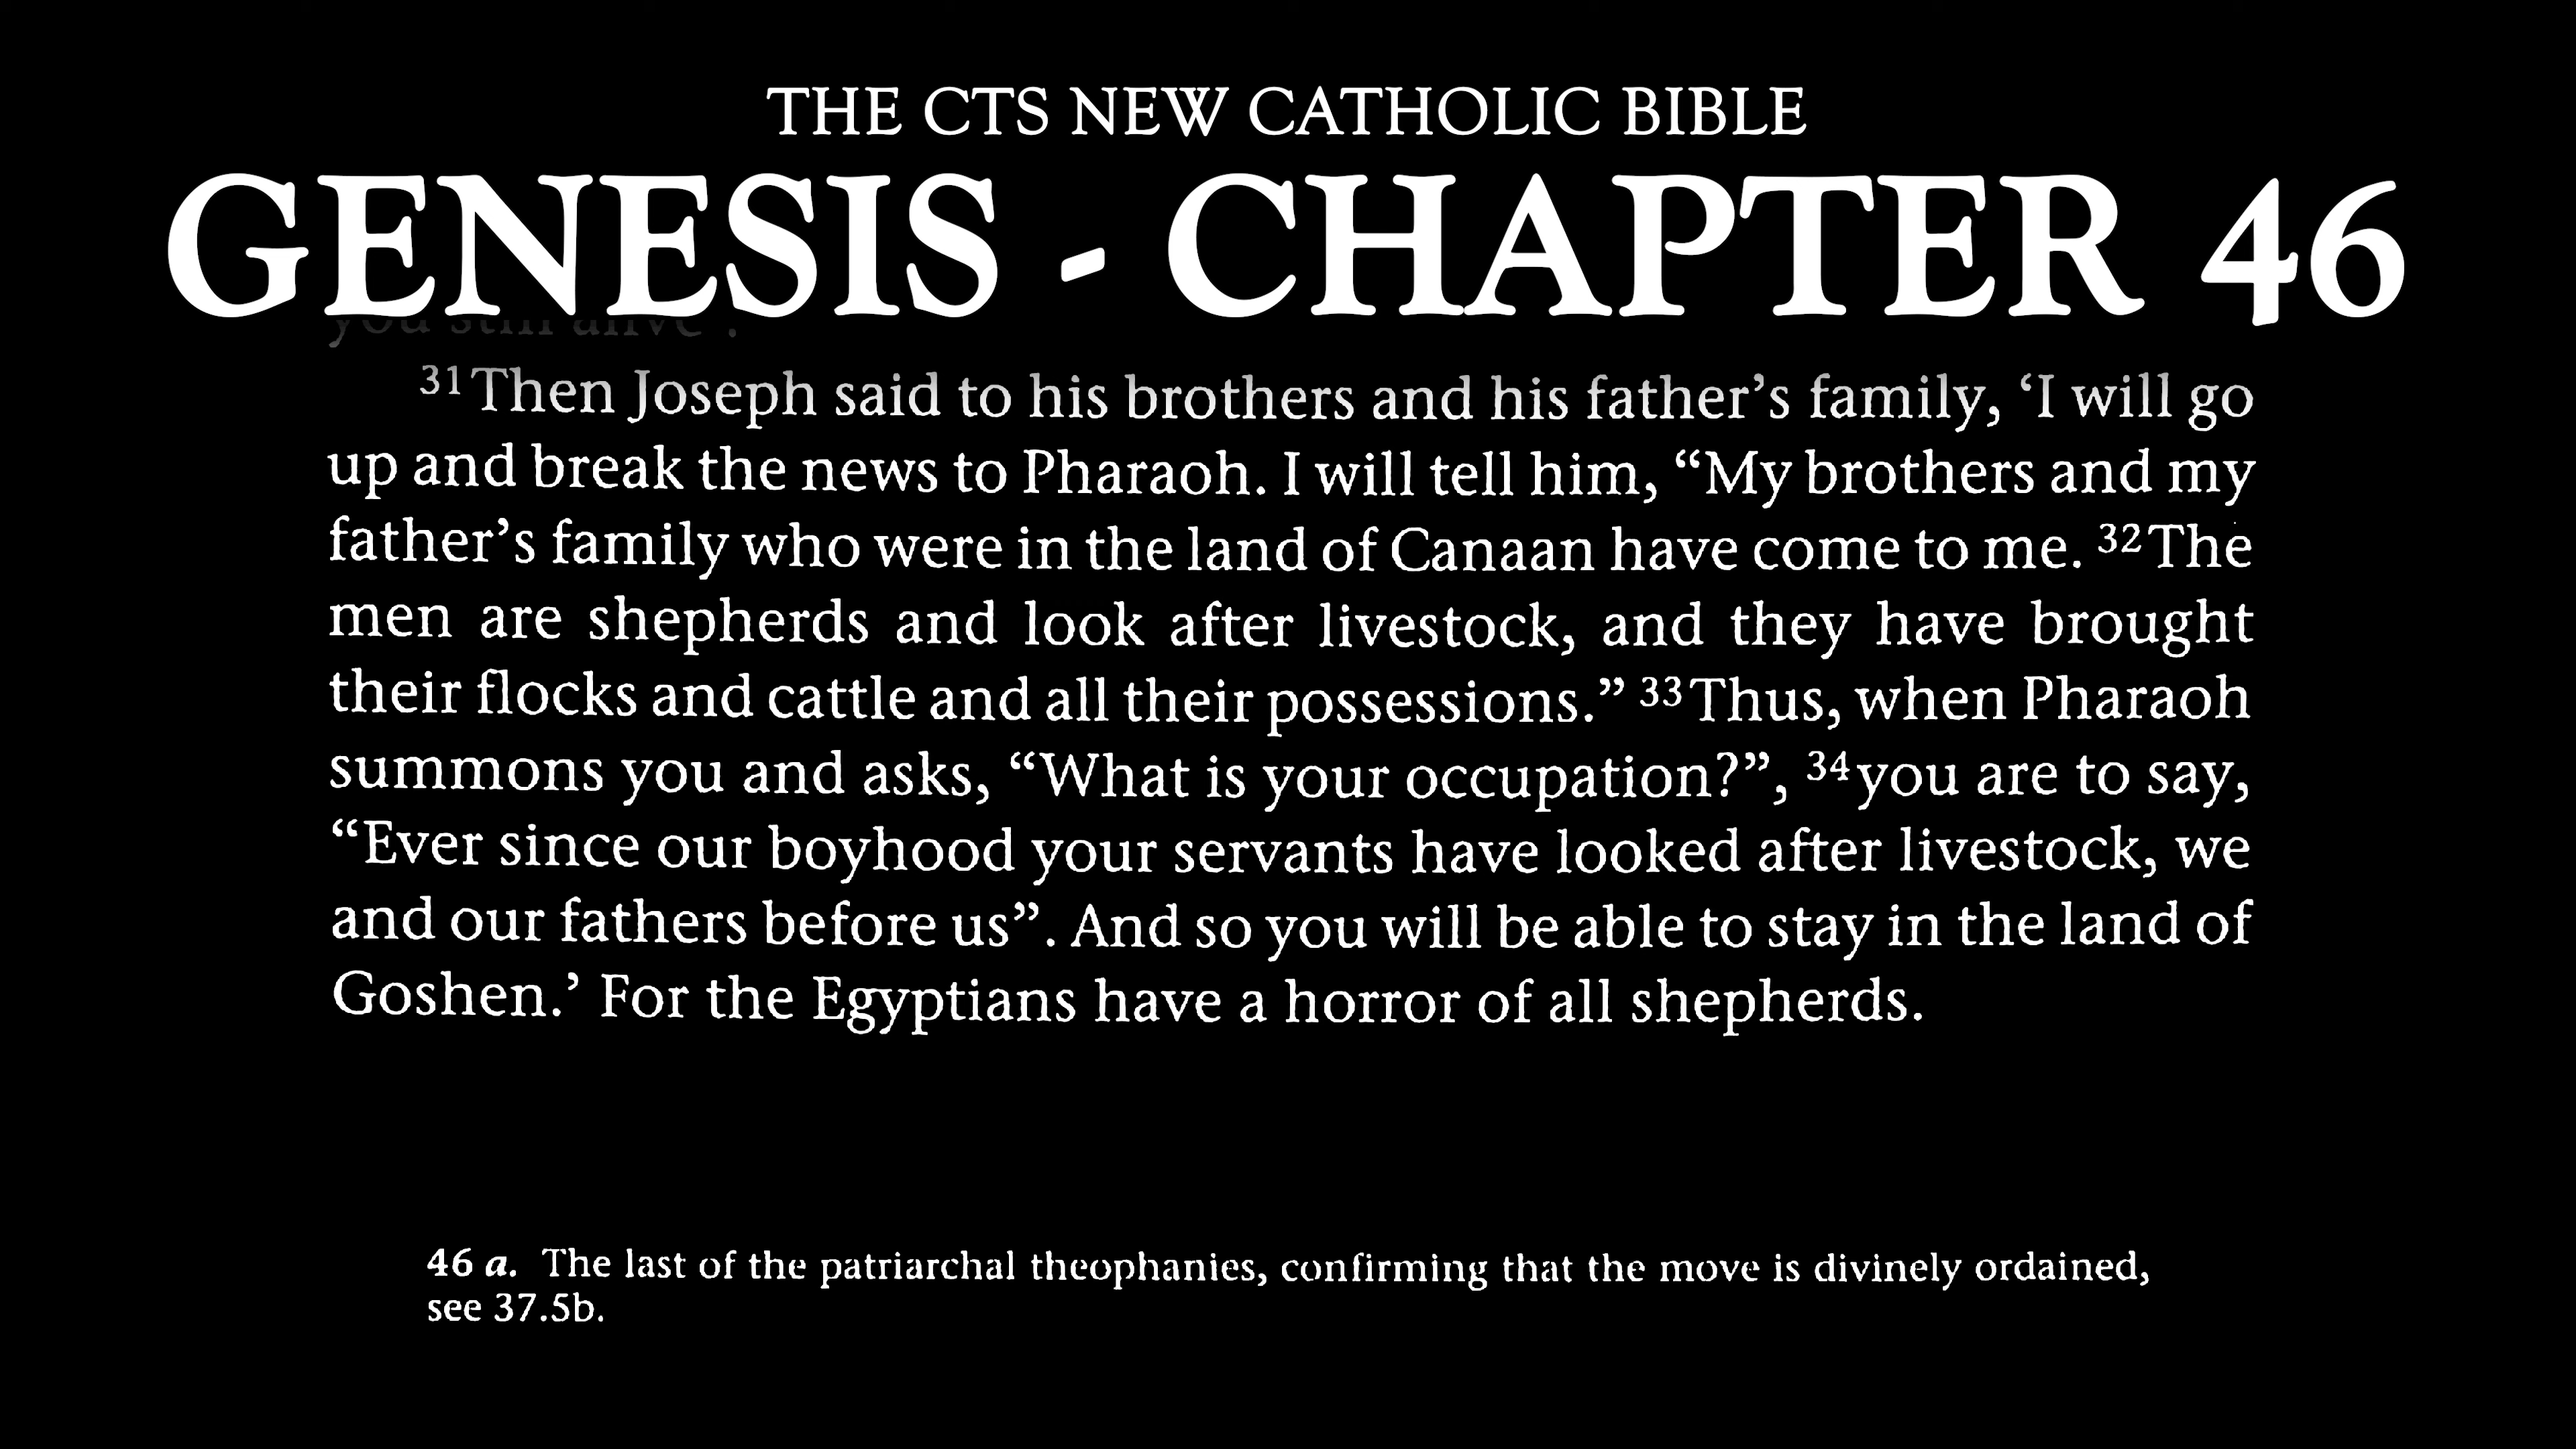 THE CTS NEW CATHOLIC BIBLE
GENESIS - CHAPTER 46
you still alive’.
31Then Joseph said to his brothers and his father’s family, ‘I will go
up and break the news to Pharaoh. I will tell him, “My brothers and my
father’s family who were in the land of Canaan have come to me. 32The
men are shepherds and look after livestock, and they have brought
their flocks and cattle and all their possessions.” 33Thus, when Pharaoh
summons you and asks, “What is your occupation?”, 34you are to say,
“Ever since our boyhood your servants have looked after livestock, we
and our fathers before us”. And so you will be able to stay in the land of
Goshen.’ For the Egyptians have a horror of all shepherds.
46 a. The last of the patriarchal theophanies, confirming that the move is divinely ordained,
see 37.5b.